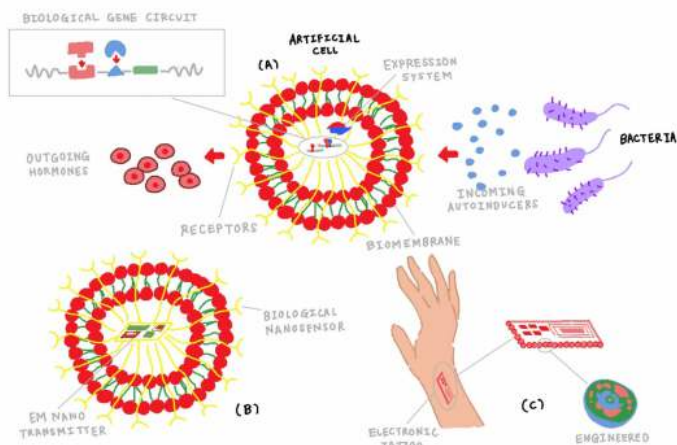 BIOLOGICAL GENE CIRCUIT
ARTIFICIAL
CELL
(A)
EXPRESSION
SYSTEM
OUTGOING
HORMONES
RECEPTORS
BIOMEMBRANE
INCOMING
AUTOINDUCERS
BACTERIA
BIOLOGICAL
NANOSENSOR
EM NANO
TRANSMITTER
(B)
ELECTRONIC
(C)
ENGINEERED